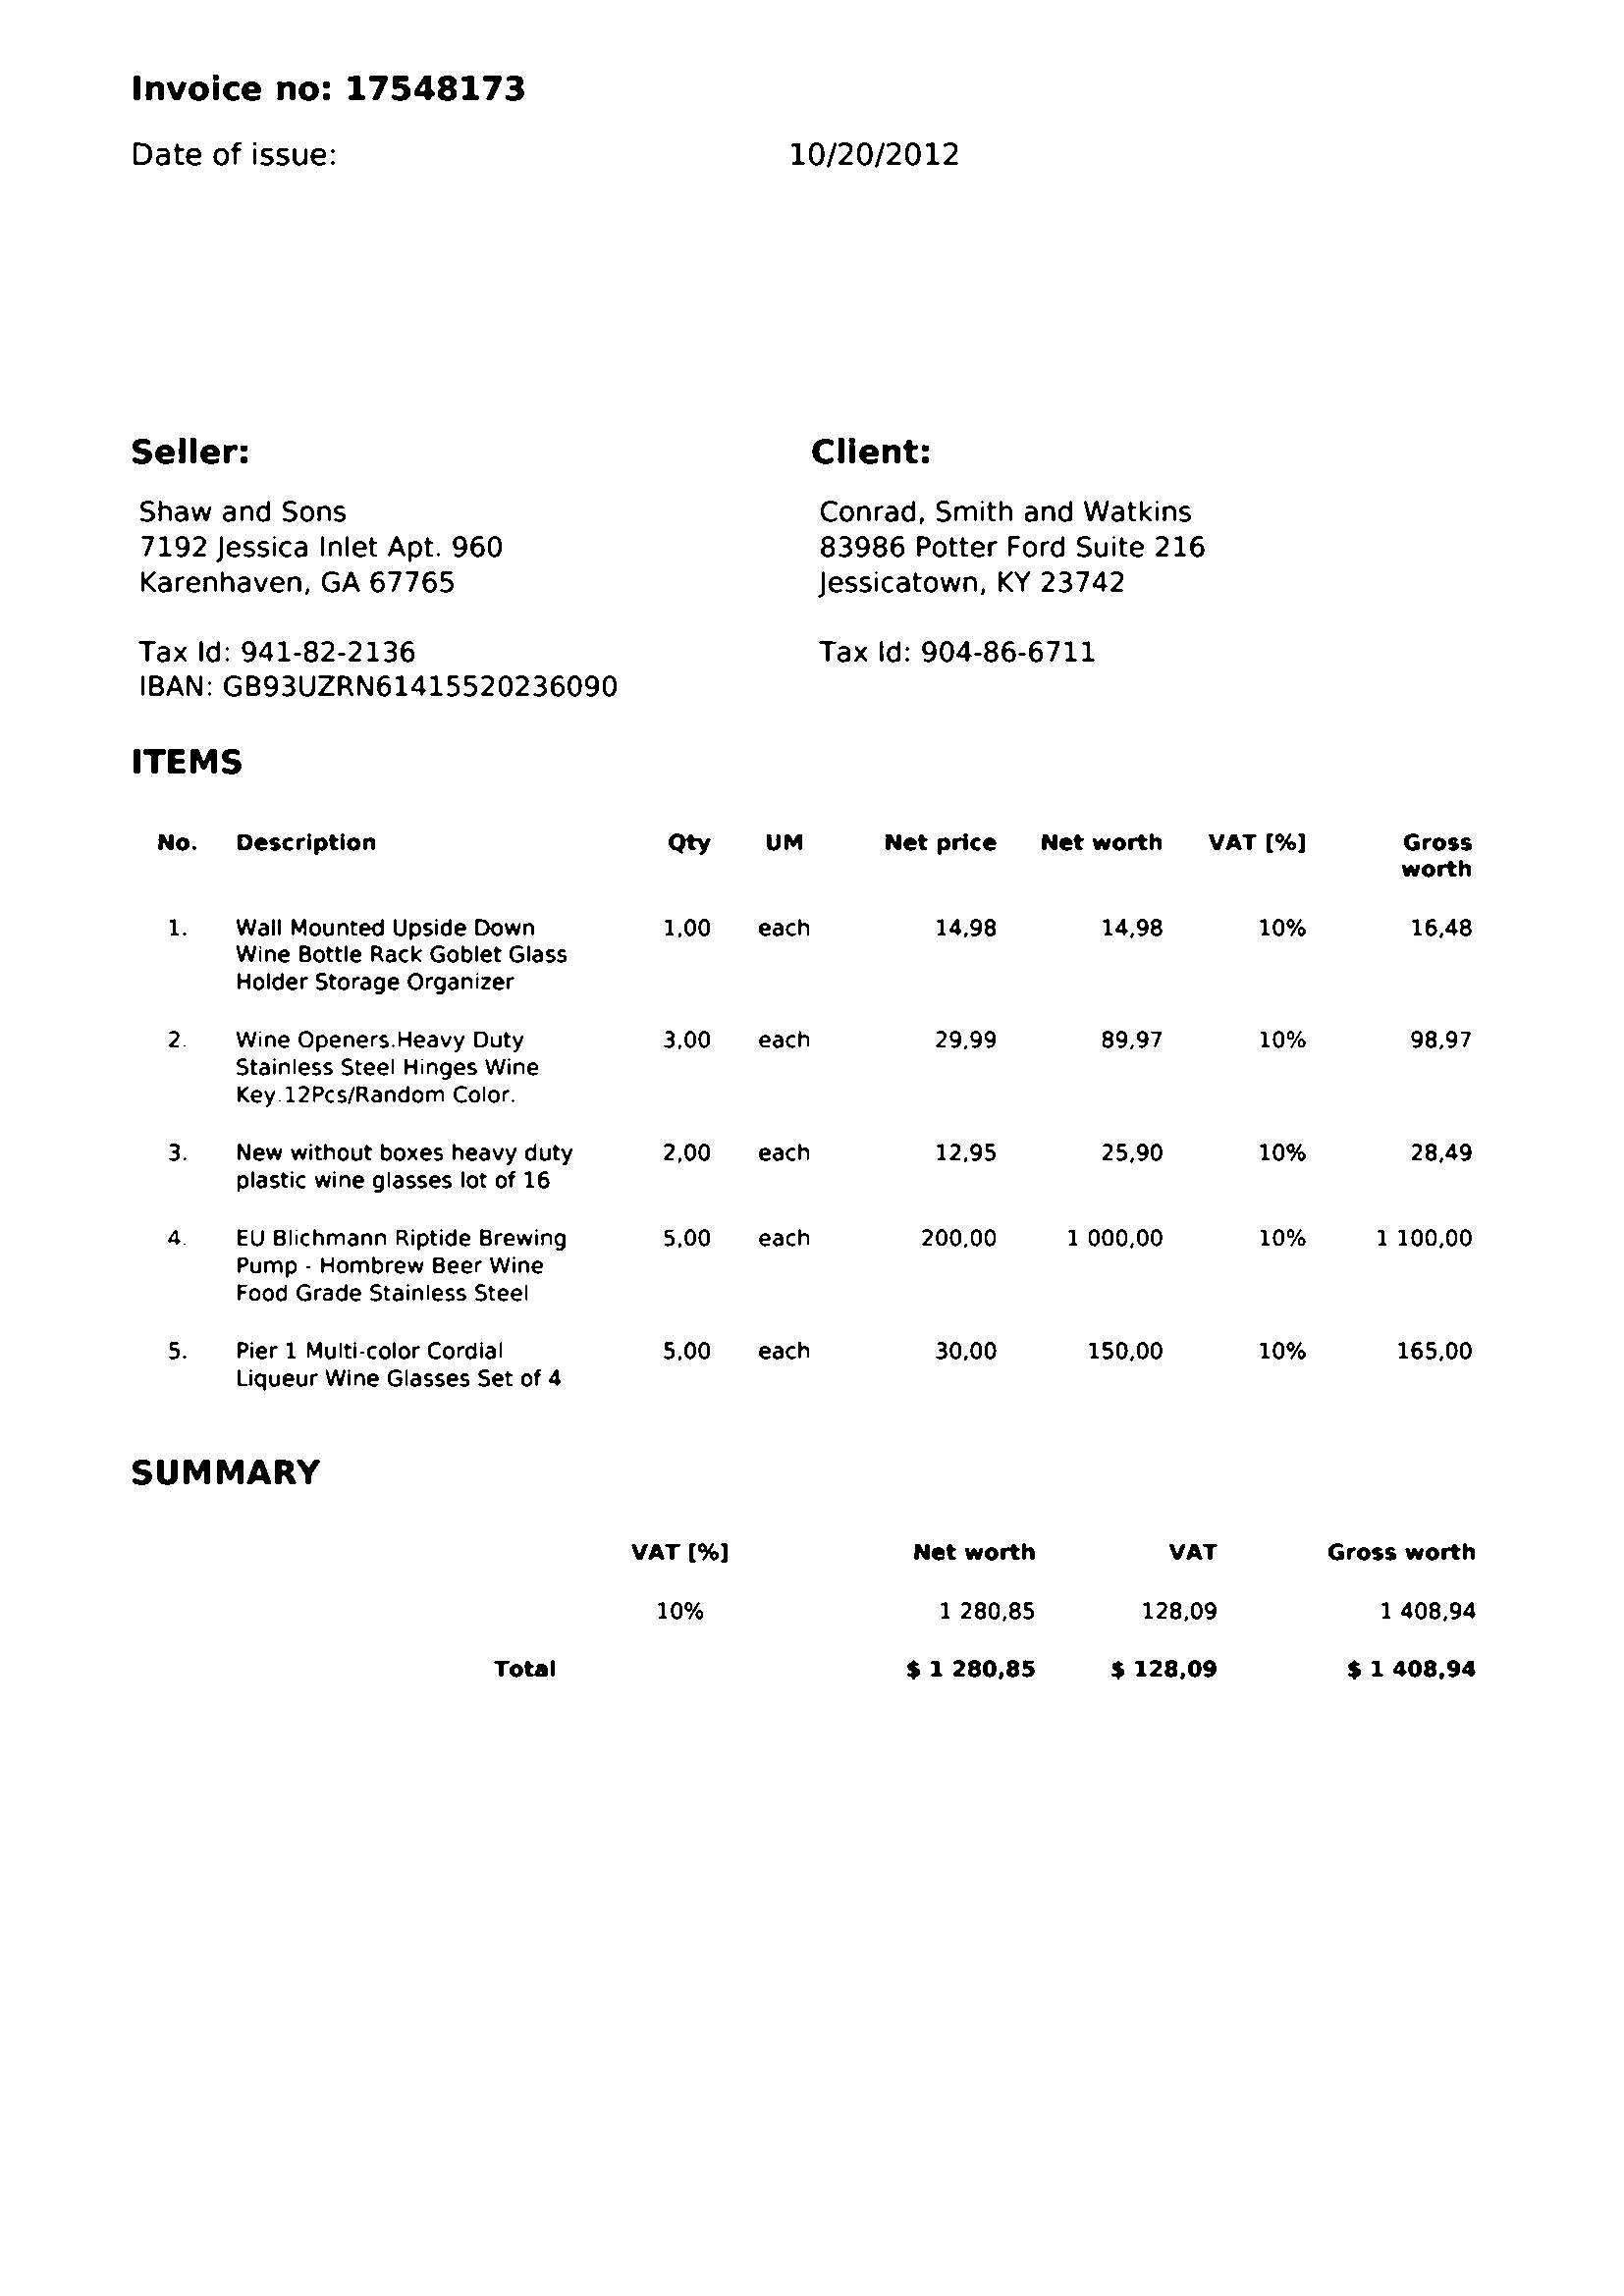 Invoice no: 17548173
Date of issue: 10/20/2012
Seller: Client:
Shaw and Sons Conrad, Smith and Watkins
7192 Jessica Inlet Apt. 960 83986 Potter Ford Suite 216
Karenhaven, GA 67765 Jessicatown, KY 23742
Tax Id: 941-82-2136 Tax Id: 904-86-6711
IBAN: GB93UZRN61415520236090
ITEMS
No. Description Qty UM Net price Net worth VAT [%] Gross
worth
1. Wall Mounted Upside Down 1,00 each 14,98 14,98 10% 16,48
Wine Bottle Rack Goblet Glass
Holder Storage Organizer
2. Wine Openers.Heavy Duty 3,00 each 29,99 89,97 10% 98,97
Stainless Steel Hinges Wine
Key.12Pcs/Random Color.
3. New without boxes heavy duty 2,00 each 12,95 25,90 10% 28,49
plastic wine glasses lot of 16
4. EU Blichmann Riptide Brewing 5,00 each 200,00 1 000,00 10% 1 100,00
Pump - Hombrew Beer Wine
Food Grade Stainless Steel
5. Pier 1 Multi-color Cordial 5,00 each 30,00 150,00 10% 165,00
Liqueur Wine Glasses Set of 4
SUMMARY
VAT [%] Net worth VAT Gross worth
10% 1 280,85 128,09 1 408,94
Total $ 1 280,85 $ 128,09 $ 1 408,94